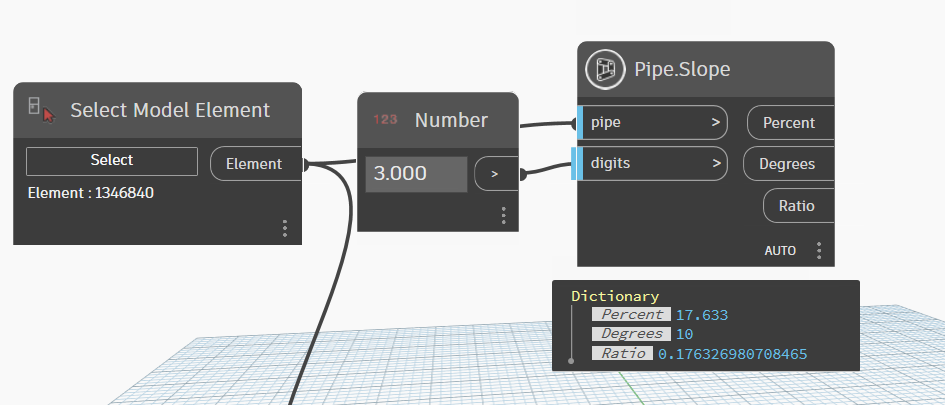 Select Model Element
Select
Element
Element : 1346840
123 Number
3.000
>
Pipe.Slope
pipe >
Percent
digits >
Degrees
Ratio
AUTO
Dictionary
Percent 17.633
Degrees 10
Ratio 0.176326980708465